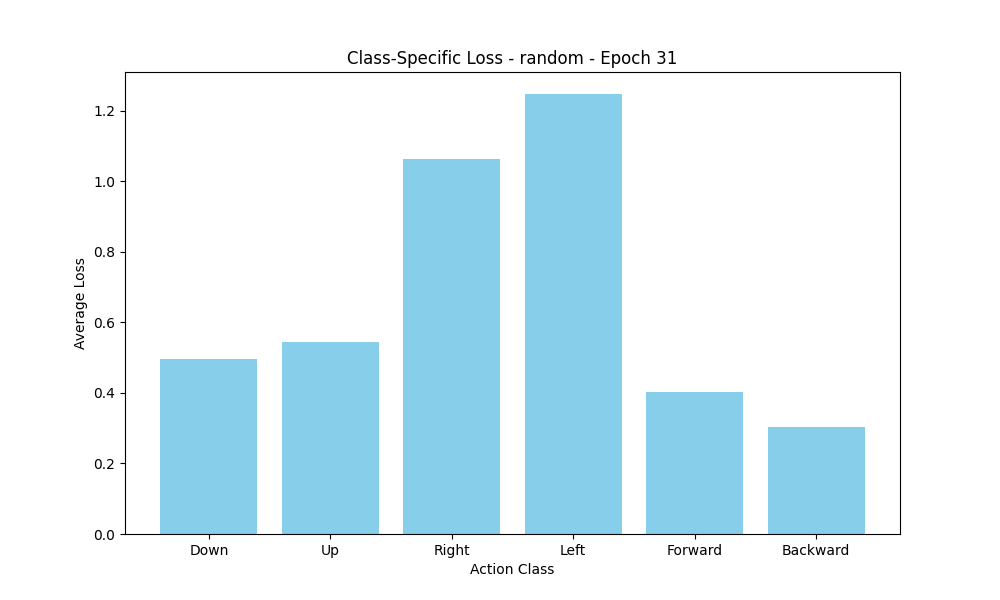 Class-Specific Loss - random - Epoch 31
1.2
1.0
0.8
0.6
0.4
0.2
0.0
Average Loss
Down Up Right Left Forward Backward
Action Class